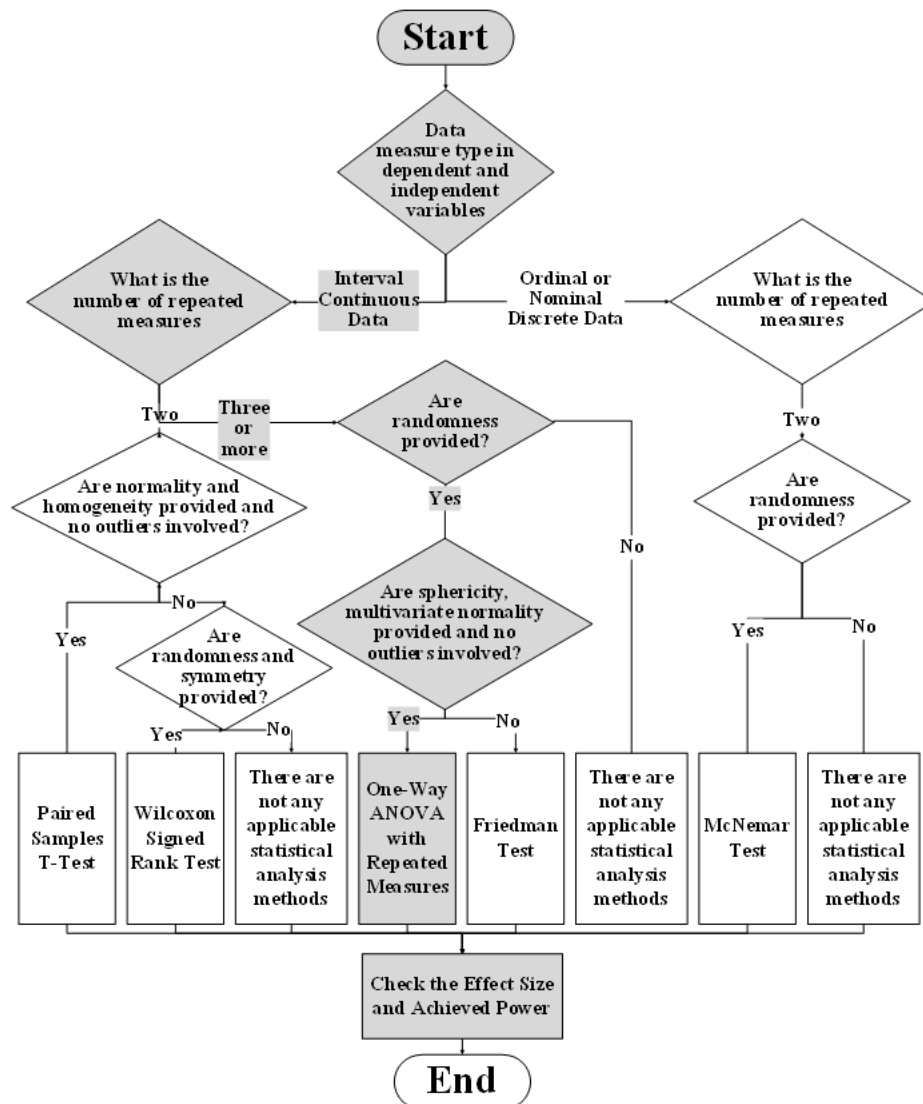 Start
Data
measure type in
dependent and
independent
variables
What is the
number of repeated
measures
Interval
Continuous
Data
Ordinal or
Nominal
Discrete Data
What is the
number of repeated
measures
Two
Three
or
more
Are
randomness
provided?
Two
Are normality and
homogeneity provided and
no outliers involved?
Yes
No
Are
randomness
provided?
Are sphericity,
multivariate normality
provided and no
outliers involved?
Yes
No
Are
randomness and
symmetry
provided?
Yes
No
Yes
No
Yes
No
Paired
Samples
T-Test
Wilcoxon
Signed
Rank Test
There are
not any
applicable
statistical
analysis
methods
One-Way
ANOVA
with
Repeated
Measures
Friedman
Test
There are
not any
applicable
statistical
analysis
methods
McNemar
Test
There are
not any
applicable
statistical
analysis
methods
Check the Effect Size
and Achieved Power
End